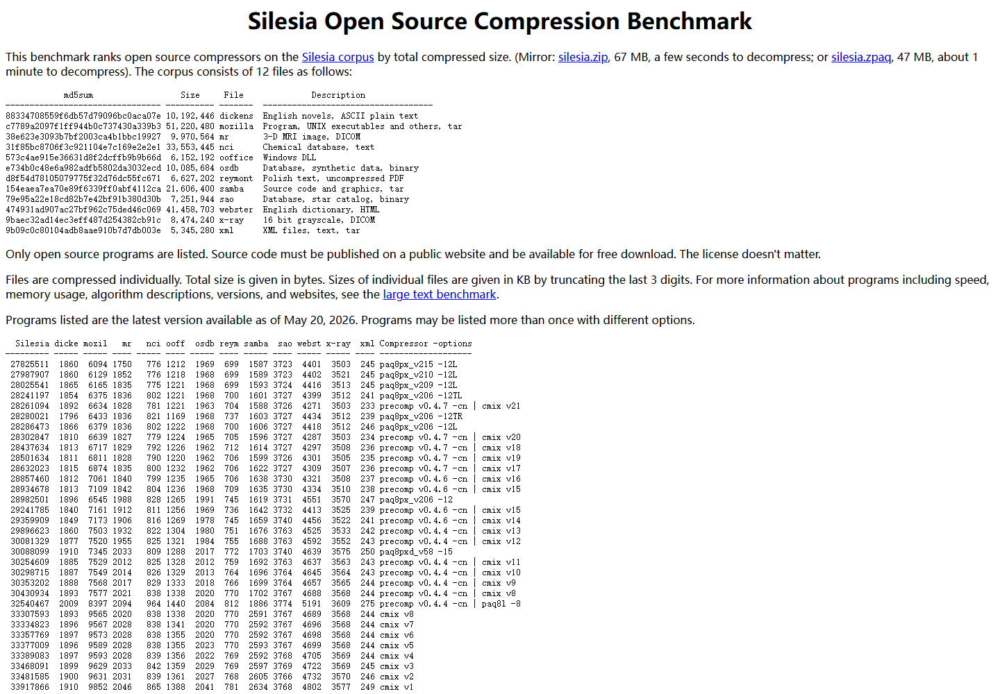 Silesia Open Source Compression Benchmark
This benchmark ranks open source compressors on the Silesia corpus by total compressed size. (Mirror: silesia.zip, 67 MB, a few seconds to decompress; or silesia.zpaq, 47 MB, about 1
minute to decompress). The corpus consists of 12 files as follows:
md5sum Size File Description
-------------------------------- ---------- ------- -----------------------------------
88334708559f6db57d79096bc0aca07e 10,192,446 dickens English novels, ASCII plain text
c7789a2097f1ff944b0c737430a339b3 51,220,480 mozilla Program, UNIX executables and others, tar
38e623e3093b7bf2003ca4b1bbc19927 9,970,564 mr 3-D MRI image, DICOM
31f85bc8706f3c921104e7c169e2e2e1 33,553,445 nci Chemical database, text
573c4ae915e36631d8f2dcffb9b9b66d 6,152,192 ooffice Windows DLL
e734b0c48e6a982adfb5802da3032ecd 10,085,684 osdb Database, synthetic data, binary
d8f54d78105079775f32d76dc55fc671 6,627,202 reymont Polish text, uncompressed PDF
154eaea7ea70e89f6339ff0abf4112ca 21,606,400 samba Source code and graphics, tar
79e95a22e18cd82b7e42bf91b380d30b 7,251,944 sao Database, star catalog, binary
474931ad907ac27bf962c75ded46c069 41,458,703 webster English dictionary, HTML
9baec32ad14ec3eff487d254382cb91c 8,474,240 x-ray 16 bit grayscale, DICOM
9b09c0c80104adb8aae910b7d7db003e 5,345,280 xml XML files, text, tar
Only open source programs are listed. Source code must be published on a public website and be available for free download. The license doesn't matter.
Files are compressed individually. Total size is given in bytes. Sizes of individual files are given in KB by truncating the last 3 digits. For more information about programs including speed,
memory usage, algorithm descriptions, versions, and websites, see the large text benchmark.
Programs listed are the latest version available as of May 20, 2026. Programs may be listed more than once with different options.
Silesia dicke mozil mr nci ooff osdb reym samba sao webst x-ray xml Compressor -options
--------- ----- ----- ---- ----- ---- ----- ---- ----- ---- ----- ----- ---- -------------------
27825511 1860 6094 1750 776 1212 1969 699 1587 3723 4401 3503 245 paq8px_v215 -12L
27987907 1860 6129 1852 776 1218 1968 699 1589 3723 4402 3521 245 paq8px_v210 -12L
28025541 1865 6165 1835 775 1221 1968 699 1593 3724 4416 3513 245 paq8px_v209 -12L
28241197 1854 6375 1836 802 1221 1968 700 1601 3727 4399 3512 241 paq8px_v206 -12TL
28261094 1892 6634 1828 781 1221 1963 704 1588 3726 4271 3503 233 precomp v0.4.7 -cn | cmix v21
28280021 1796 6433 1836 821 1169 1968 737 1603 3727 4434 3512 239 paq8px_v206 -12TR
28286473 1866 6379 1836 802 1222 1968 700 1606 3727 4418 3512 246 paq8px_v206 -12L
28302847 1810 6639 1827 779 1224 1965 705 1596 3727 4287 3503 234 precomp v0.4.7 -cn | cmix v20
28437634 1813 6717 1829 792 1226 1962 712 1614 3727 4297 3508 236 precomp v0.4.7 -cn | cmix v18
28501634 1811 6811 1828 790 1220 1962 706 1599 3726 4301 3505 235 precomp v0.4.7 -cn | cmix v19
28632023 1815 6874 1835 800 1232 1962 706 1622 3727 4309 3507 236 precomp v0.4.7 -cn | cmix v17
28857460 1812 7061 1840 799 1235 1965 706 1638 3730 4321 3508 237 precomp v0.4.6 -cn | cmix v16
28934678 1813 7109 1842 804 1236 1968 709 1635 3730 4334 3510 238 precomp v0.4.6 -cn | cmix v15
28982501 1896 6545 1988 828 1265 1991 745 1619 3731 4551 3570 247 paq8px_v206 -12
29241785 1840 7161 1912 811 1256 1969 736 1642 3732 4413 3525 239 precomp v0.4.6 -cn | cmix v15
29359909 1849 7173 1906 816 1269 1978 745 1659 3740 4456 3522 241 precomp v0.4.6 -cn | cmix v14
29896623 1860 7503 1932 822 1304 1980 751 1676 3763 4525 3533 242 precomp v0.4.4 -cn | cmix v13
30081329 1877 7520 1955 825 1321 1984 755 1688 3763 4592 3552 243 precomp v0.4.4 -cn | cmix v12
30088099 1910 7345 2033 809 1288 2017 772 1703 3740 4639 3575 250 paq8pxd_v58 -15
30254609 1885 7529 2012 825 1328 2012 759 1692 3763 4637 3563 243 precomp v0.4.4 -cn | cmix v11
30298715 1887 7549 2014 826 1329 2013 764 1696 3764 4645 3564 243 precomp v0.4.4 -cn | cmix v10
30353202 1888 7568 2017 829 1333 2018 766 1699 3764 4657 3565 244 precomp v0.4.4 -cn | cmix v9
30430934 1893 7577 2021 838 1338 2020 770 1702 3767 4688 3568 244 precomp v0.4.4 -cn | cmix v8
32540467 2009 8397 2094 964 1440 2084 812 1886 3774 5191 3609 275 precomp v0.4.4 -cn | paq8l -8
33307593 1893 9565 2020 838 1338 2020 770 2591 3767 4689 3568 244 cmix v8
33334823 1896 9567 2028 838 1341 2020 770 2592 3767 4696 3568 244 cmix v7
33357769 1897 9573 2028 838 1355 2020 770 2592 3767 4698 3568 244 cmix v6
33377009 1896 9589 2028 838 1355 2023 770 2593 3767 4699 3568 244 cmix v5
33389083 1897 9593 2028 839 1356 2022 769 2592 3768 4705 3569 244 cmix v4
33468091 1899 9629 2033 842 1359 2029 769 2597 3769 4722 3569 245 cmix v3
33481585 1900 9631 2031 839 1361 2027 768 2605 3766 4732 3570 246 cmix v2
33917866 1910 9852 2046 865 1388 2041 781 2634 3768 4802 3577 249 cmix v1